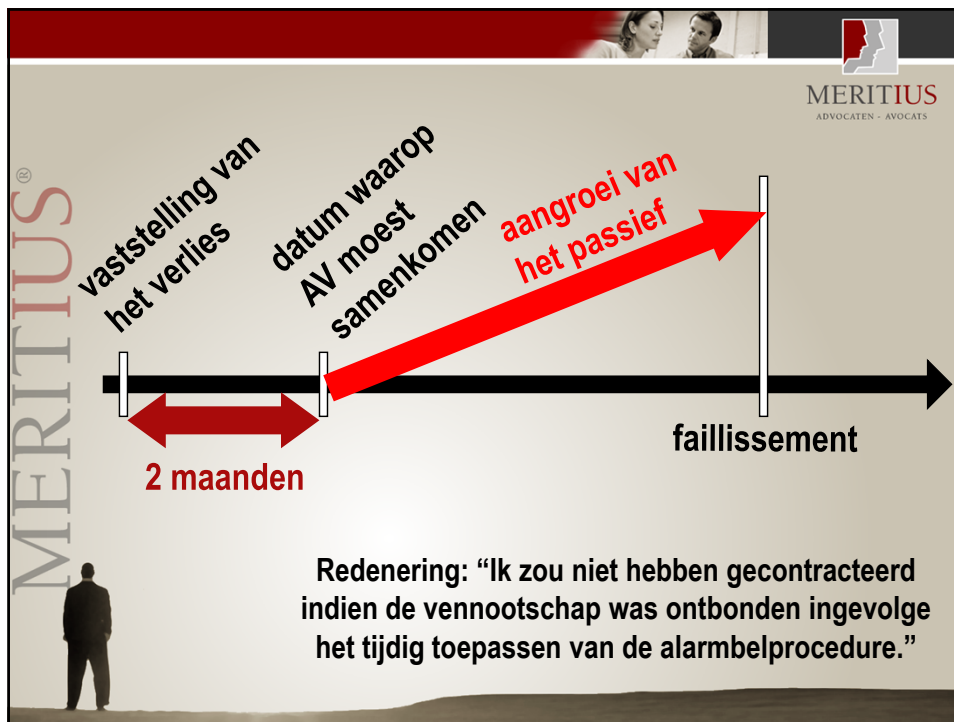 MERITIUS
ADVOCATEN - AVOCATS
MERITIUS®
vaststelling van
het verlies
datum waarop
AV moest
samenkomen
aangroei van
het passief
2 maanden
faillissement
Redenering: “Ik zou niet hebben gecontracteerd
indien de vennootschap was ontbonden ingevolge
het tijdig toepassen van de alarmbelprocedure.”